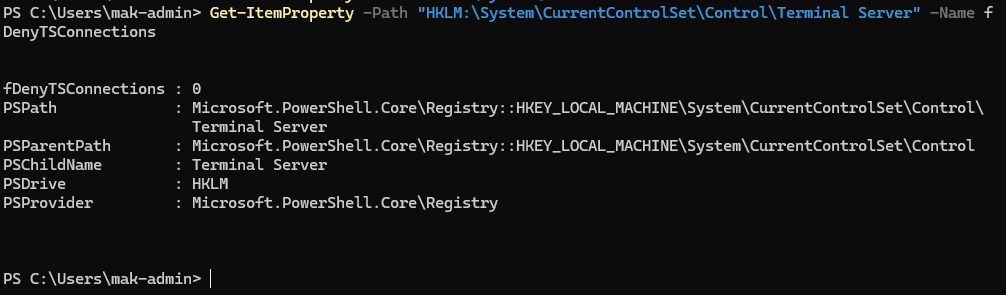 PS C:\Users\mak-admin> Get-ItemProperty -Path "HKLM:\System\CurrentControlSet\Control\Terminal Server" -Name f
DenyTSConnections
fDenyTSConnections : 0
PSPath             : Microsoft.PowerShell.Core\Registry::HKEY_LOCAL_MACHINE\System\CurrentControlSet\Control\
                     Terminal Server
PSParentPath       : Microsoft.PowerShell.Core\Registry::HKEY_LOCAL_MACHINE\System\CurrentControlSet\Control
PSChildName        : Terminal Server
PSDrive            : HKLM
PSProvider         : Microsoft.PowerShell.Core\Registry
PS C:\Users\mak-admin>